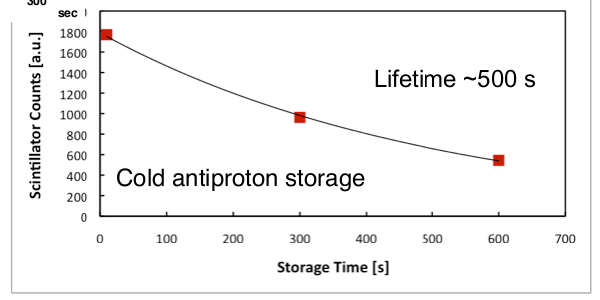 300
sec
1800
1600
1400
1200
1000
800
600
400
200
0
Scintillator Counts [a.u.]
Lifetime ~500 s
Cold antiproton storage
0 100 200 300 400 500 600 700
Storage Time [s]